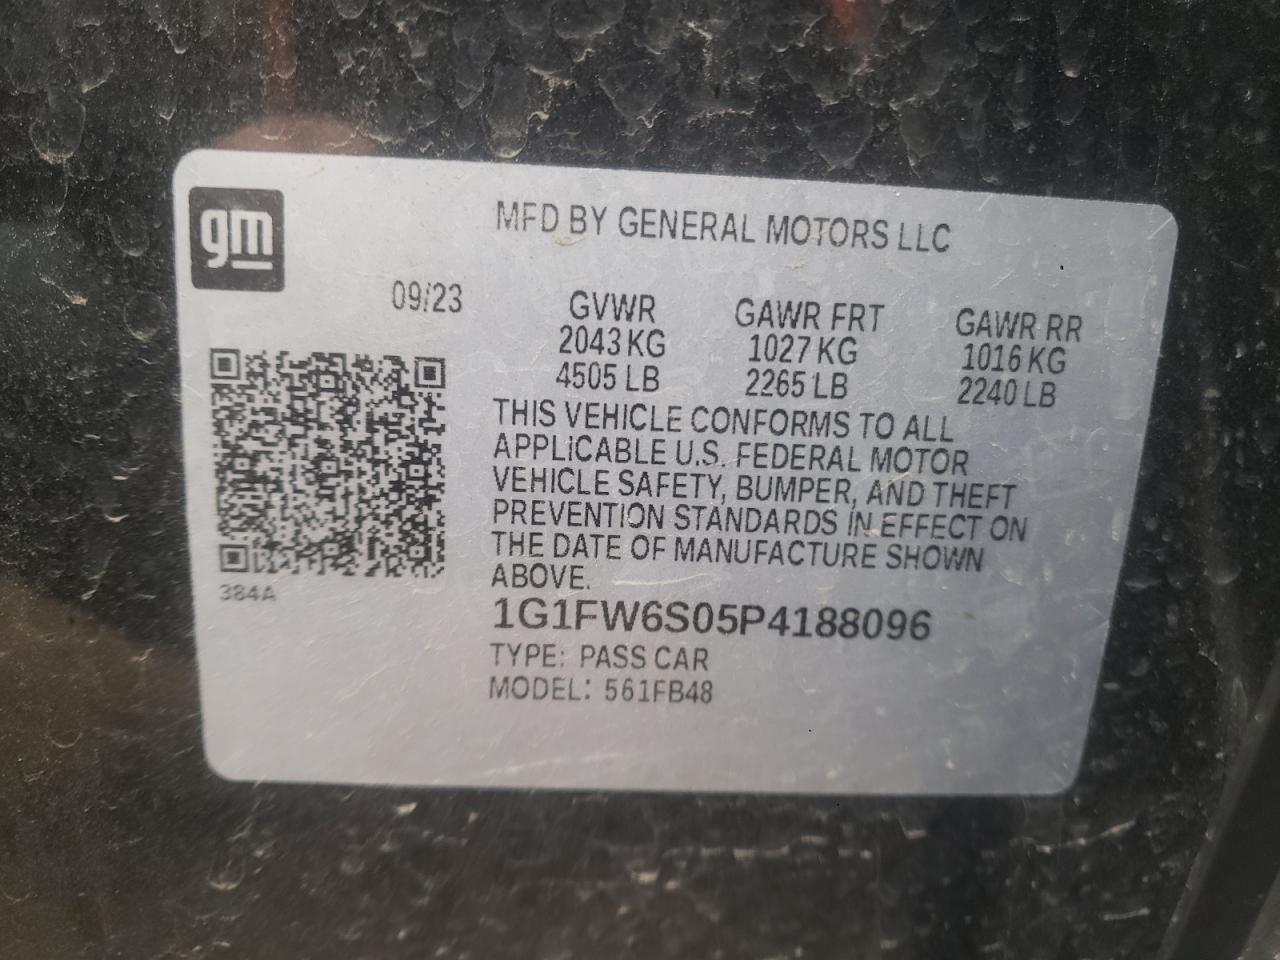 gm
MFD BY GENERAL MOTORS LLC
09/23
GVWR GAWR FRT GAWR RR
2043 KG 1027 KG 1016 KG
4505 LB 2265 LB 2240 LB
THIS VEHICLE CONFORMS TO ALL
APPLICABLE U.S. FEDERAL MOTOR
VEHICLE SAFETY, BUMPER, AND THEFT
PREVENTION STANDARDS IN EFFECT ON
THE DATE OF MANUFACTURE SHOWN
ABOVE.
384A
1G1FW6S05P4188096
TYPE: PASS CAR
MODEL: 561FB48